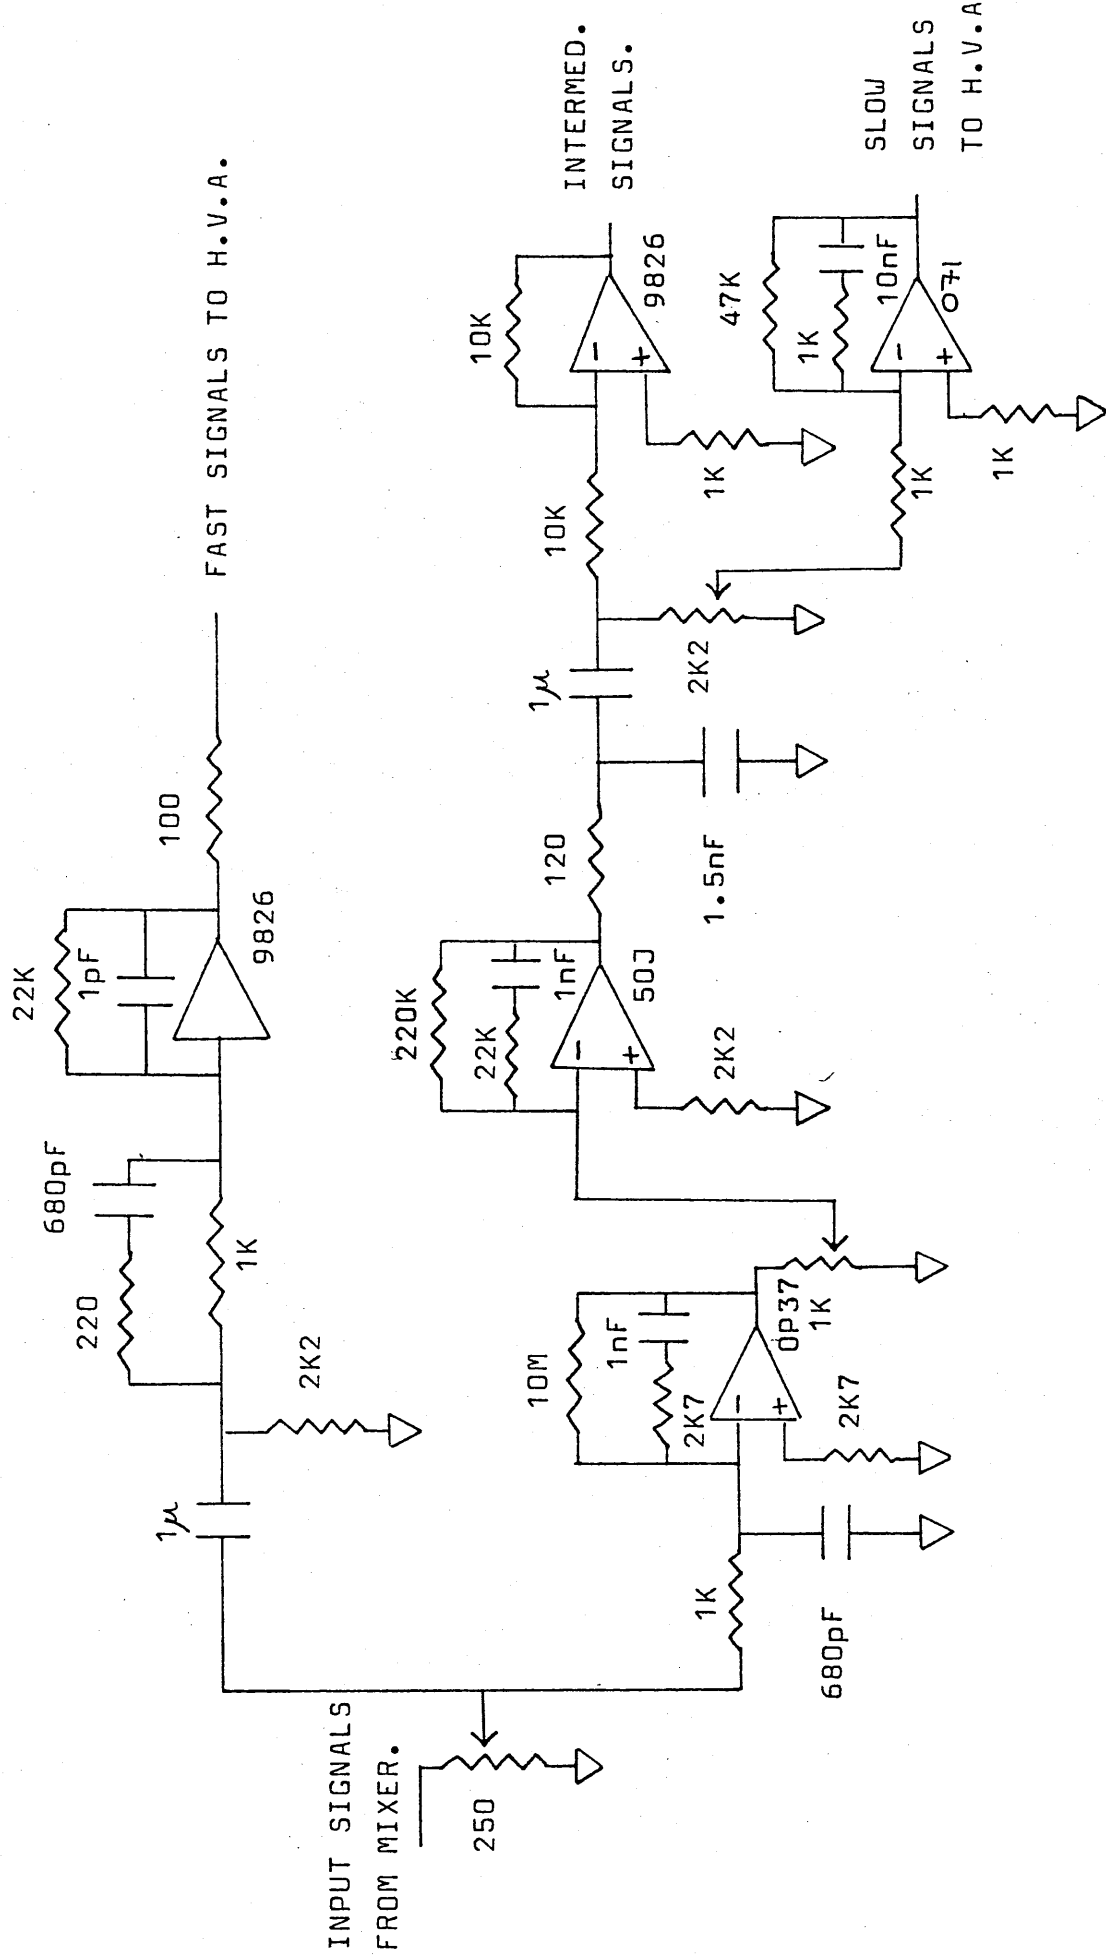 INPUT SIGNALS
FROM MIXER.
250
1µ
2K2
220
680pF
1K
22K
1pF
9826
100
FAST SIGNALS TO H.V.A.
1K
680pF
10M
1nF
2K7
OP37
2K7
1K
220K
22K
1nF
50J
2K2
120
1.5nF
1µ
2K2
10K
10K
9826
1K
INTERMED.
SIGNALS.
1K
47K
1K
10nF
071
1K
SLOW
SIGNALS
TO H.V.A